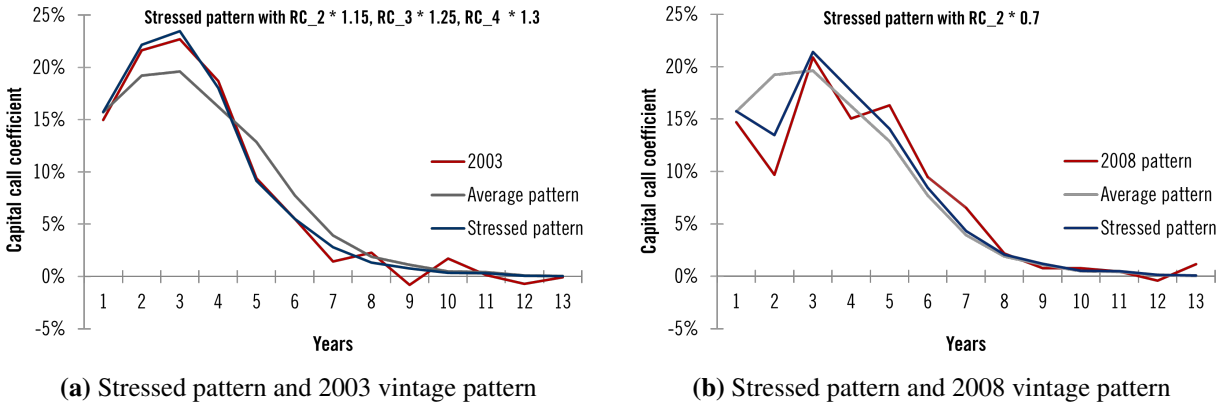 Stressed pattern with RC_2 * 1.15, RC_3 * 1.25, RC_4 * 1.3
Capital call coefficient
25%
20%
15%
10%
5%
0%
-5%
1 2 3 4 5 6 7 8 9 10 11 12 13
Years
2003
Average pattern
Stressed pattern
(a) Stressed pattern and 2003 vintage pattern
Stressed pattern with RC_2 * 0.7
Capital call coefficient
25%
20%
15%
10%
5%
0%
-5%
1 2 3 4 5 6 7 8 9 10 11 12 13
Years
2008 pattern
Average pattern
Stressed pattern
(b) Stressed pattern and 2008 vintage pattern